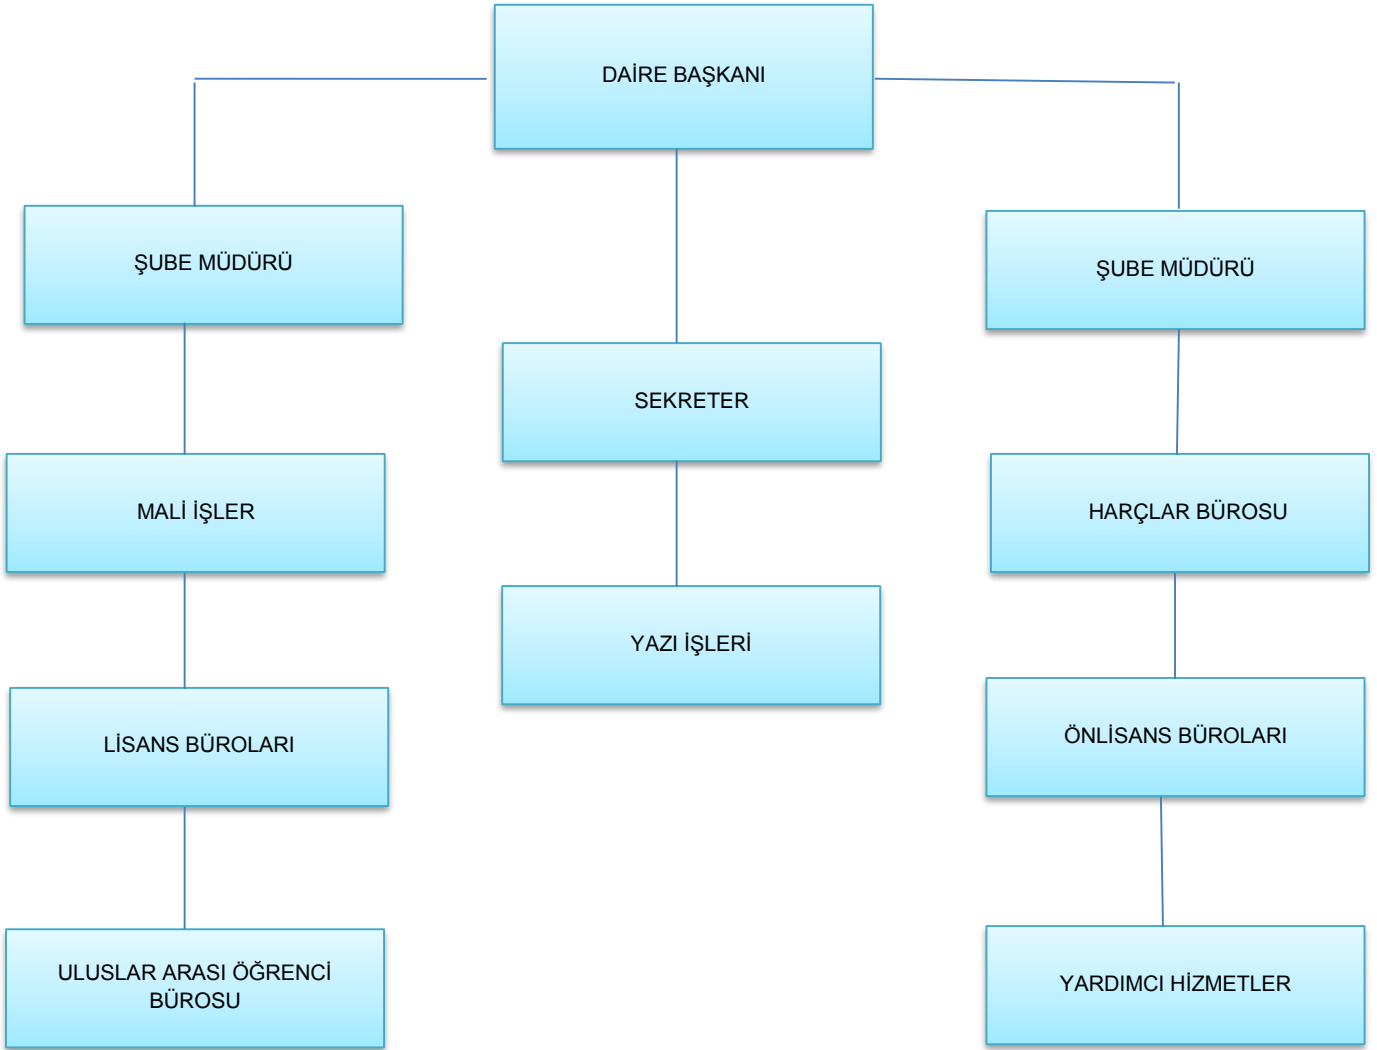 DAİRE BAŞKANI
ŞUBE MÜDÜRÜ
ŞUBE MÜDÜRÜ
SEKRETER
MALİ İŞLER
HARÇLAR BÜROSU
YAZI İŞLERİ
LİSANS BÜROLARI
ÖNLİSANS BÜROLARI
ULUSLAR ARASI ÖĞRENCİ
BÜROSU
YARDIMCI HİZMETLER